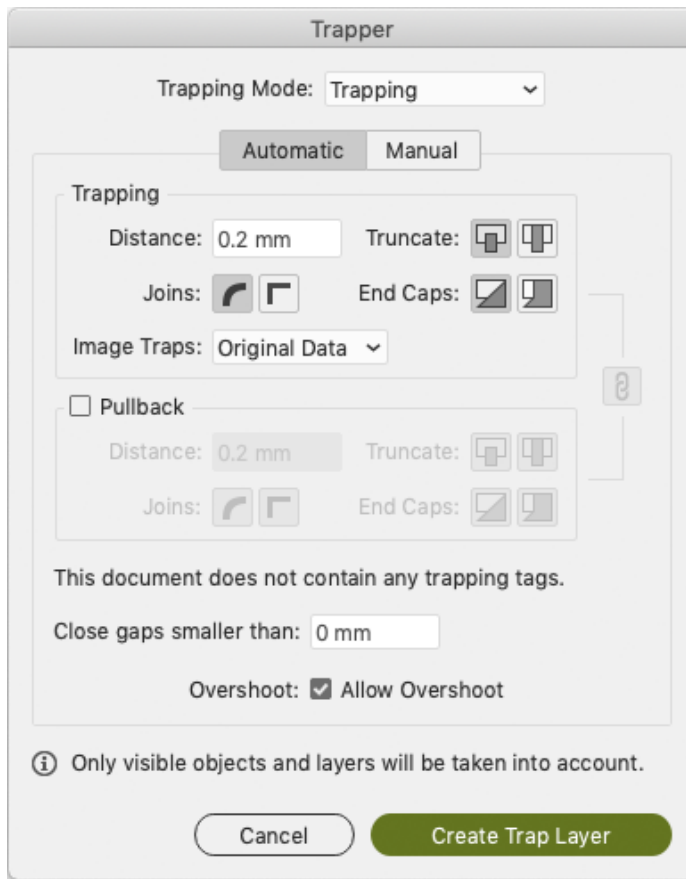 Trapper
Trapping Mode: Trapping
Automatic Manual
Trapping
Distance: 0.2 mm Truncate:
Joins: End Caps:
Image Traps: Original Data
Pullback
Distance: 0.2 mm Truncate:
Joins: End Caps:
This document does not contain any trapping tags.
Close gaps smaller than: 0 mm
Overshoot: Allow Overshoot
Only visible objects and layers will be taken into account.
Cancel Create Trap Layer